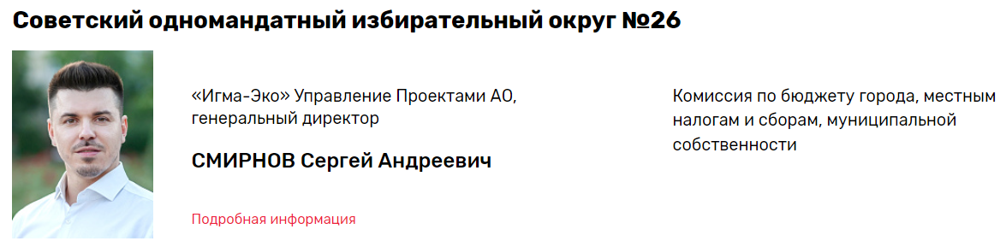 Советский одномандатный избирательный округ №26
«Игма-Эко» Управление Проектами АО,
генеральный директор
СМИРНОВ Сергей Андреевич
Подробная информация
Комиссия по бюджету города, местным
налогам и сборам, муниципальной
собственности